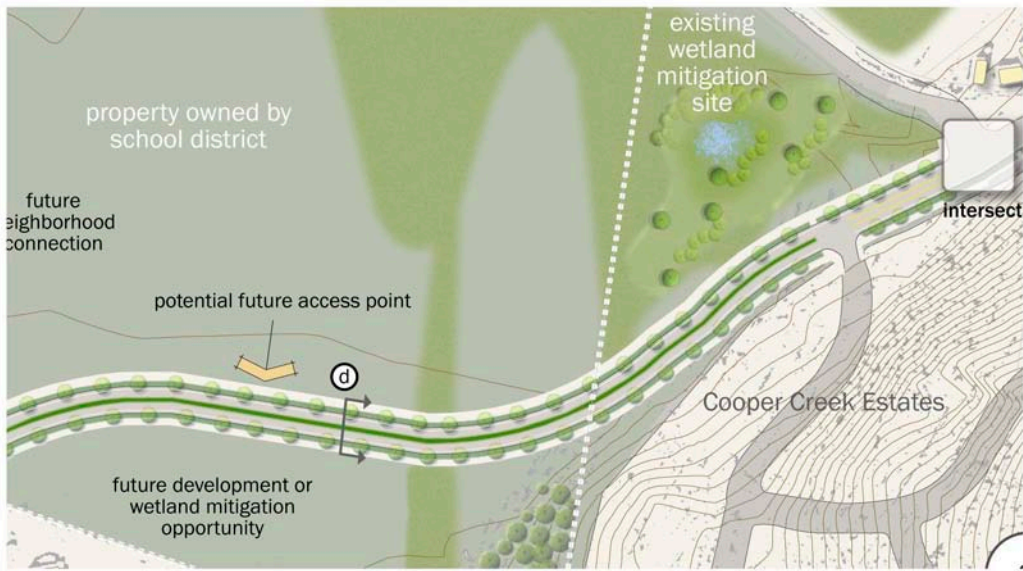 existing
wetland
mitigation
site
property owned by
school district
future
eighborhood
connection
intersect
potential future access point
d
Cooper Creek Estates
future development or
wetland mitigation
opportunity